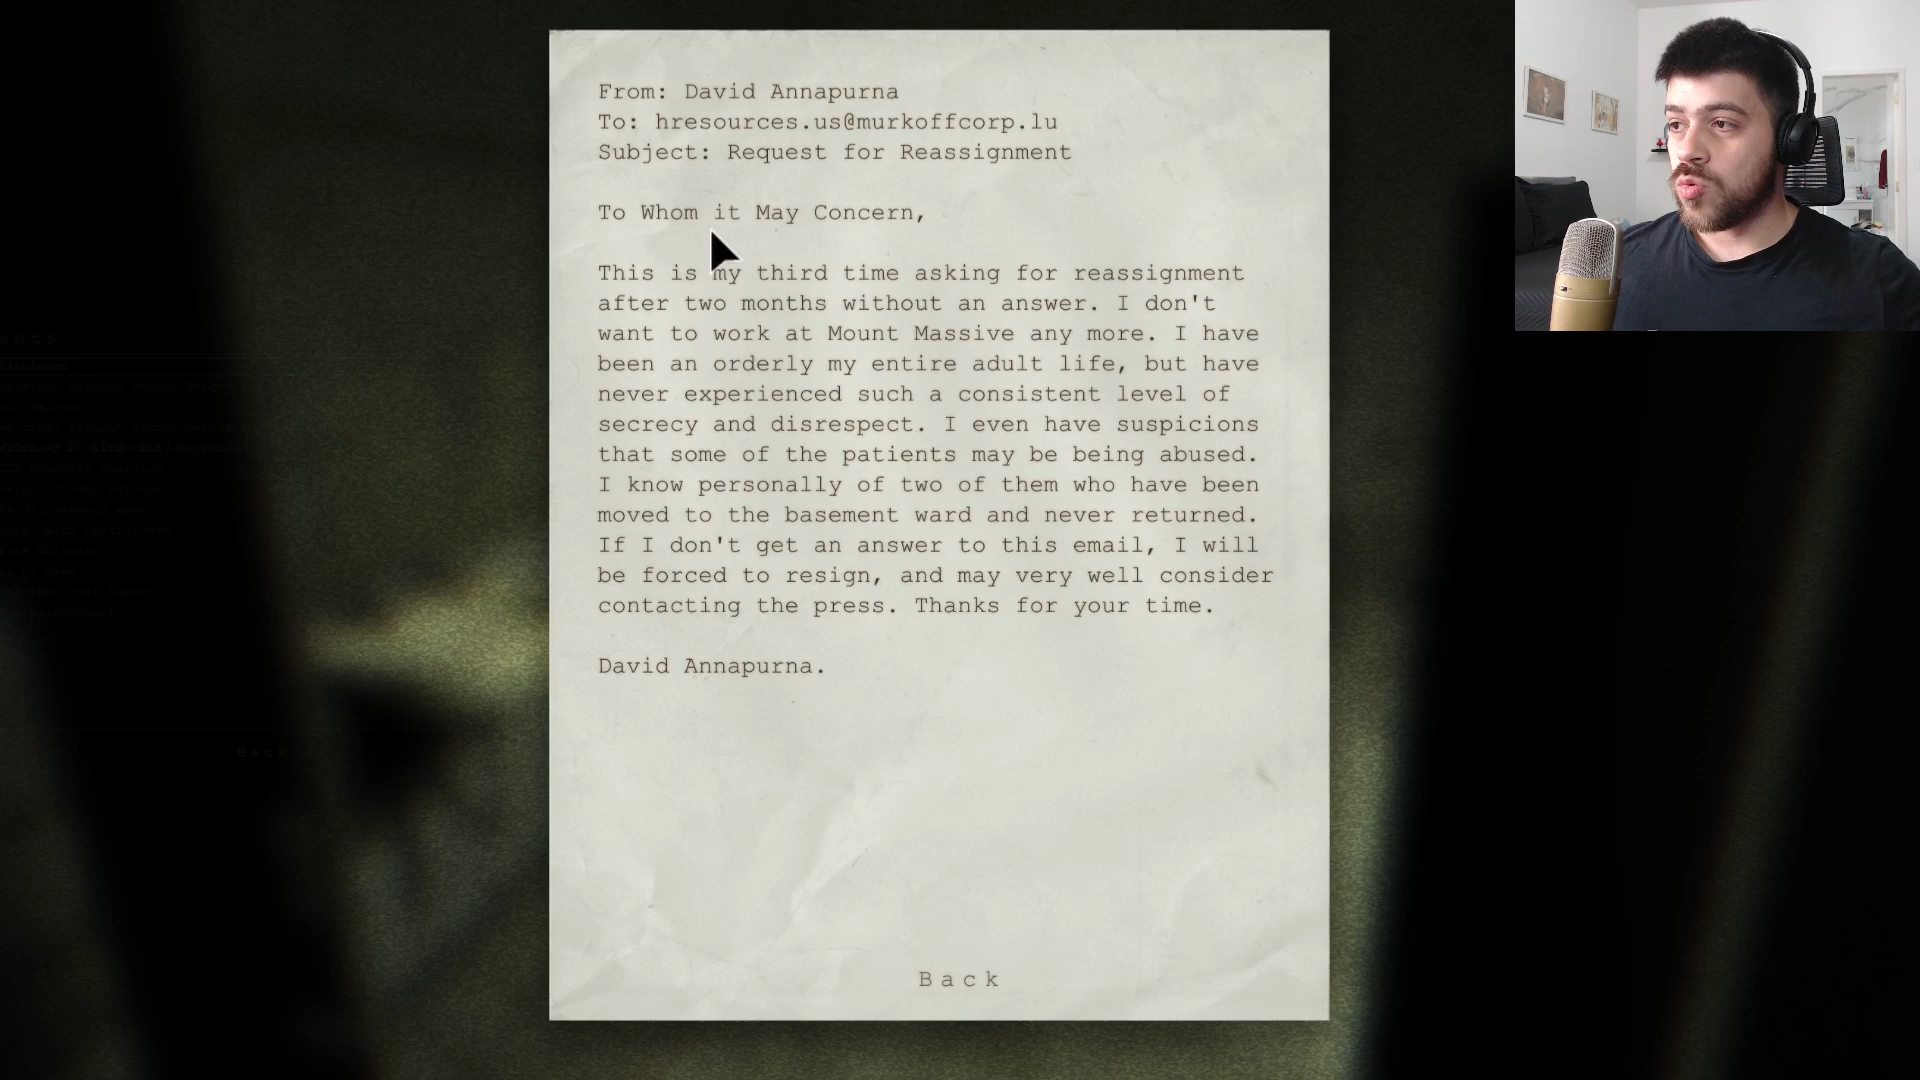 From: David Annapurna
To: hresources.us@murkoffcorp.lu
Subject: Request for Reassignment
To Whom it May Concern,
This is my third time asking for reassignment
after two months without an answer. I don't
want to work at Mount Massive any more. I have
been an orderly my entire adult life, but have
never experienced such a consistent level of
secrecy and disrespect. I even have suspicions
that some of the patients may be being abused.
I know personally of two of them who have been
moved to the basement ward and never returned.
If I don't get an answer to this email, I will
be forced to resign, and may very well consider
contacting the press. Thanks for your time.
David Annapurna.
Back
Back